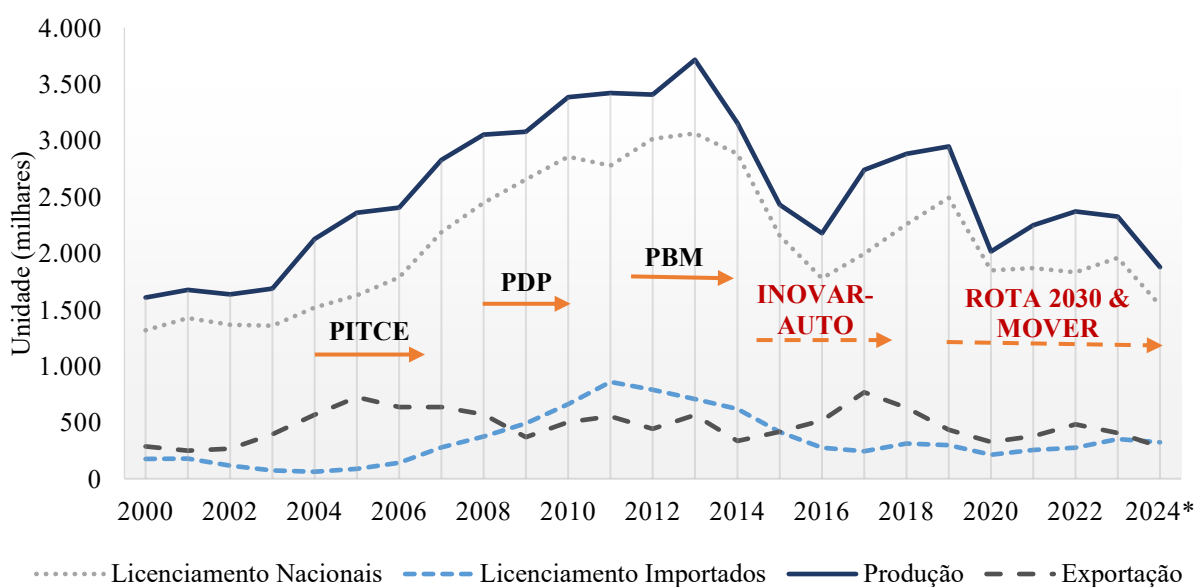 4.000
3.500
3.000
2.500
2.000
1.500
1.000
500
0
Unidade (milhares)
PITCE
PDP
PBM
INOVAR-
AUTO
ROTA 2030 &
MOVER
2000 2002 2004 2006 2008 2010 2012 2014 2016 2018 2020 2022 2024*
Licenciamento Nacionais Licenciamento Importados Produção Exportação